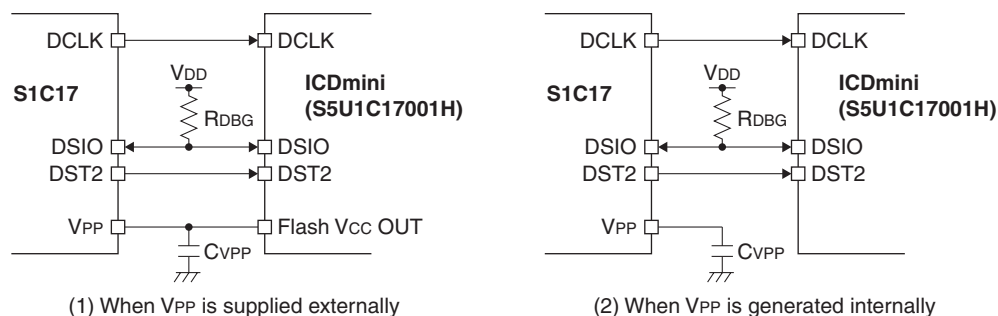 DCLK
DCLK
VDD
S1C17
ICDmini
(S5U1C17001H)
RDBG
DSIO
DSIO
DST2
DST2
VPP
Flash VCC OUT
CVPP
(1) When VPP is supplied externally
DCLK
DCLK
VDD
S1C17
ICDmini
(S5U1C17001H)
RDBG
DSIO
DSIO
DST2
DST2
VPP
CVPP
(2) When VPP is generated internally